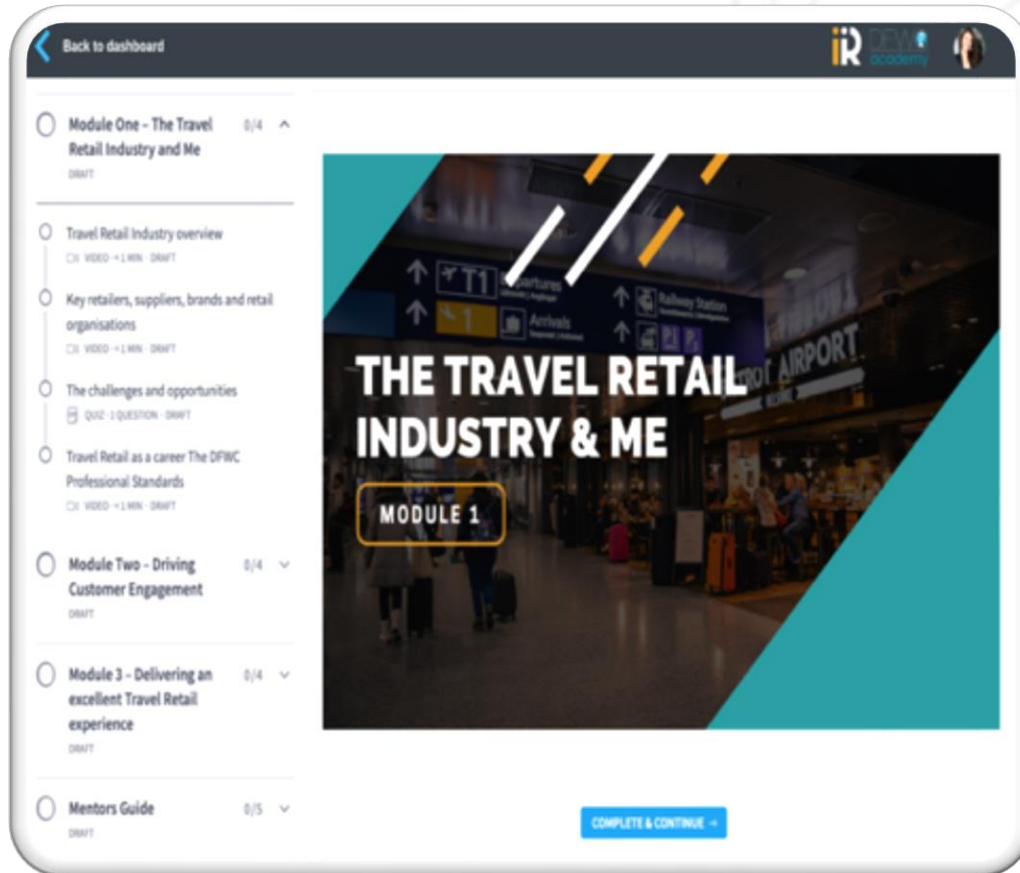 Back to dashboard
iR
DFWC
academy
Module One – The Travel
Retail Industry and Me
0/4
DRAFT
Travel Retail Industry overview
VIDEO · <1 MIN · DRAFT
Key retailers, suppliers, brands and retail
organisations
VIDEO · <1 MIN · DRAFT
The challenges and opportunities
QUIZ · 1 QUESTION · DRAFT
Travel Retail as a career The DFWC
Professional Standards
VIDEO · <1 MIN · DRAFT
Module Two – Driving
Customer Engagement
0/4
DRAFT
Module 3 – Delivering an
excellent Travel Retail
experience
0/4
DRAFT
Mentors Guide
0/5
DRAFT
T1
Departures
1
Arrivals
Railway Station
P1 P3
AIRPORT
THE TRAVEL RETAIL
INDUSTRY & ME
MODULE 1
COMPLETE & CONTINUE →